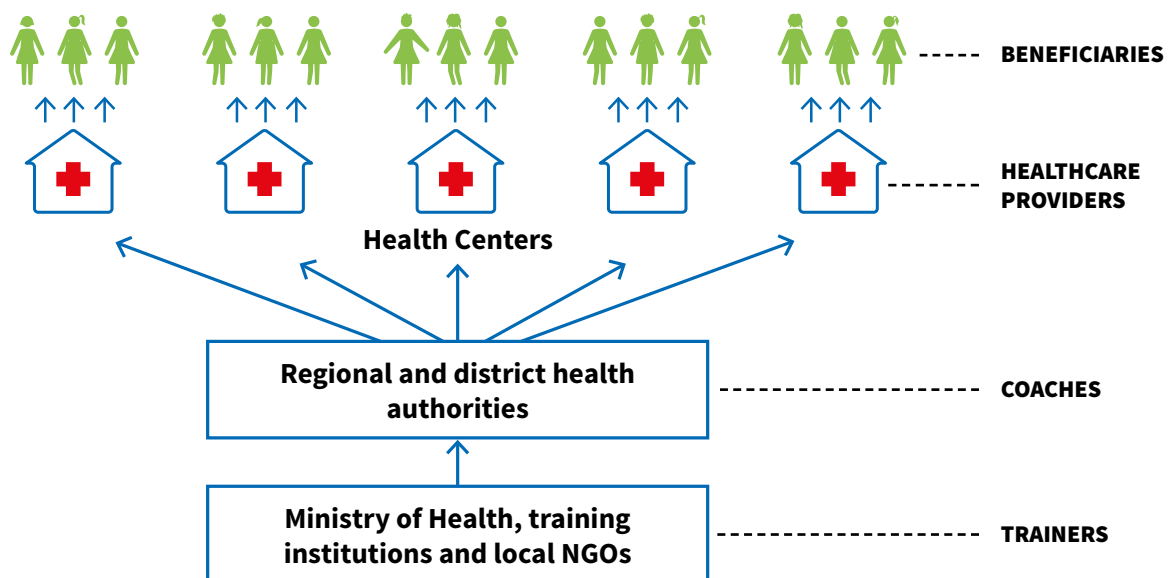 BENEFICIARIES
HEALTHCARE
PROVIDERS
Health Centers
Regional and district health
authorities
COACHES
Ministry of Health, training
institutions and local NGOs
TRAINERS